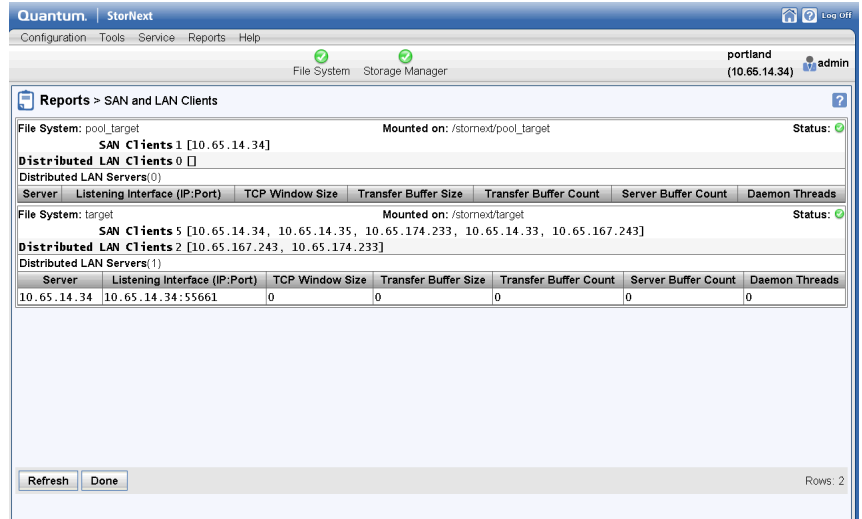 Quantum. | StorNext Log Off
Configuration Tools Service Reports Help
File System Storage Manager
portland
(10.65.14.34)
admin
Reports > SAN and LAN Clients ?
File System: pool_target Mounted on: /stornext/pool_target Status:
SAN Clients 1 [10.65.14.34]
Distributed LAN Clients 0 []
Distributed LAN Servers(0)
Server Listening Interface (IP:Port) TCP Window Size Transfer Buffer Size Transfer Buffer Count Server Buffer Count Daemon Threads
File System: target Mounted on: /stornext/target Status:
SAN Clients 5 [10.65.14.34, 10.65.14.35, 10.65.174.233, 10.65.14.33, 10.65.167.243]
Distributed LAN Clients 2 [10.65.167.243, 10.65.174.233]
Distributed LAN Servers(1)
Server Listening Interface (IP:Port) TCP Window Size Transfer Buffer Size Transfer Buffer Count Server Buffer Count Daemon Threads
10.65.14.34 10.65.14.34:55661 0 0 0 0 0
Refresh Done Rows: 2